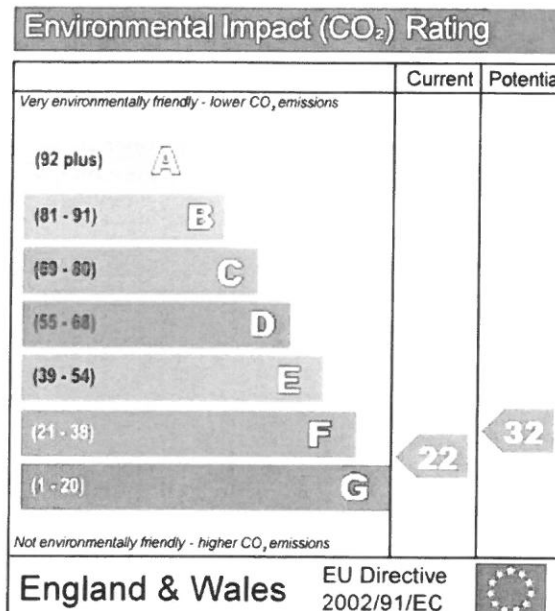 Environmental Impact (CO₂) Rating
Current Potentia
Very environmentally friendly - lower CO₂ emissions
(92 plus) A
(81 - 91) B
(69 - 80) C
(55 - 68) D
(39 - 54) E
(21 - 38) F
22
32
(1 - 20) G
Not environmentally friendly - higher CO₂ emissions
England & Wales
EU Directive
2002/91/EC